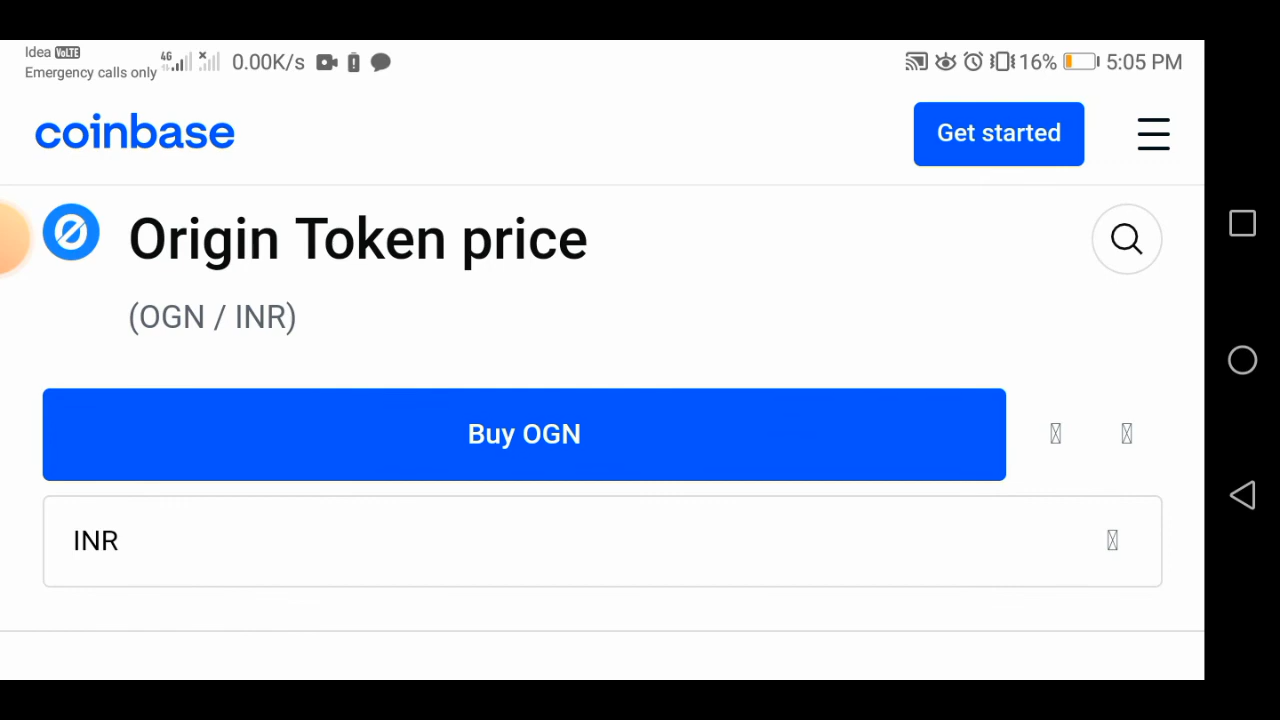 Idea VoLTE
Emergency calls only
4G
0.00K/s
16%
5:05 PM
coinbase
Get started
Origin Token price
(OGN / INR)
Buy OGN
INR